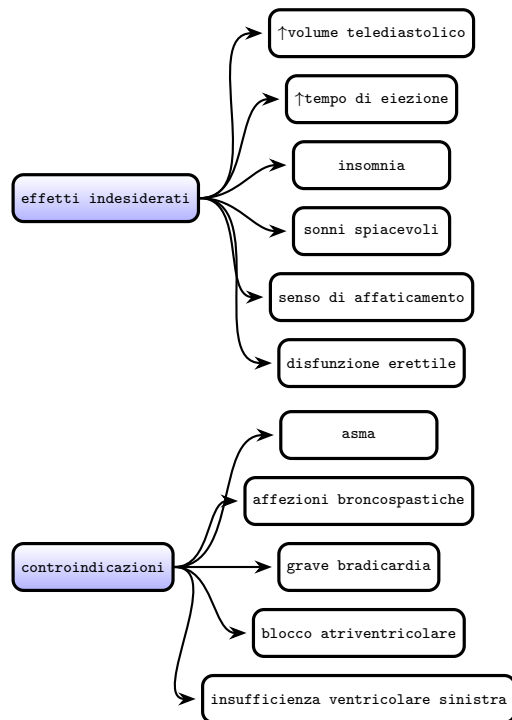 ↑volume telediastolico
↑tempo di eiezione
insomnia
effetti indesiderati
sonni spiacevoli
senso di affaticamento
disfunzione erettile
asma
affezioni broncospastiche
controindicazioni
grave bradicardia
blocco atriventricolare
insufficienza ventricolare sinistra